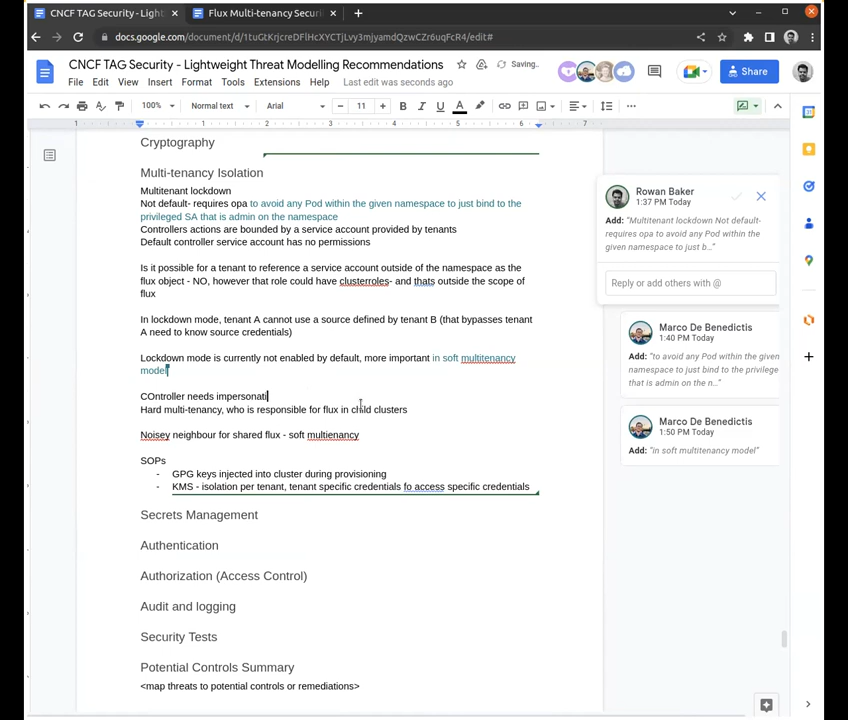 CNCF TAG Security - Light
Flux Multi-tenancy Securi
docs.google.com/document/d/1tuGtKrjcreDFlHcXYCTjLvy3mjyamdQzwCZr6uqFcR4/edit#
CNCF TAG Security - Lightweight Threat Modelling Recommendations
Saving...
Share
File Edit View Insert Format Tools Extensions Help Last edit was seconds ago
100% Normal text Arial 11
B I U A
1 1 2 3 4 5 6 7
Cryptography
Multi-tenancy Isolation
Multitenant lockdown
Not default- requires opa to avoid any Pod within the given namespace to just bind to the
privileged SA that is admin on the namespace
Controllers actions are bounded by a service account provided by tenants
Default controller service account has no permissions
Is it possible for a tenant to reference a service account outside of the namespace as the
flux object - NO, however that role could have clusterroles- and thats outside the scope of
flux
In lockdown mode, tenant A cannot use a source defined by tenant B (that bypasses tenant
A need to know source credentials)
Lockdown mode is currently not enabled by default, more important in soft multitenancy
model
COntroller needs impersonati
Hard multi-tenancy, who is responsible for flux in child clusters
Noisey neighbour for shared flux - soft multienancy
SOPs
- GPG keys injected into cluster during provisioning
- KMS - isolation per tenant, tenant specific credentials fo access specific credentials
Secrets Management
Authentication
Authorization (Access Control)
Audit and logging
Security Tests
Potential Controls Summary
<map threats to potential controls or remediations>
Rowan Baker
1:37 PM Today
Add: "Multitenant lockdown Not default-
requires opa to avoid any Pod within the
given namespace to just b..."
Reply or add others with @
Marco De Benedictis
1:40 PM Today
Add: "to avoid any Pod within the given
namespace to just bind to the privilege
that is admin on the n..."
Marco De Benedictis
1:50 PM Today
Add: "in soft multitenancy model"